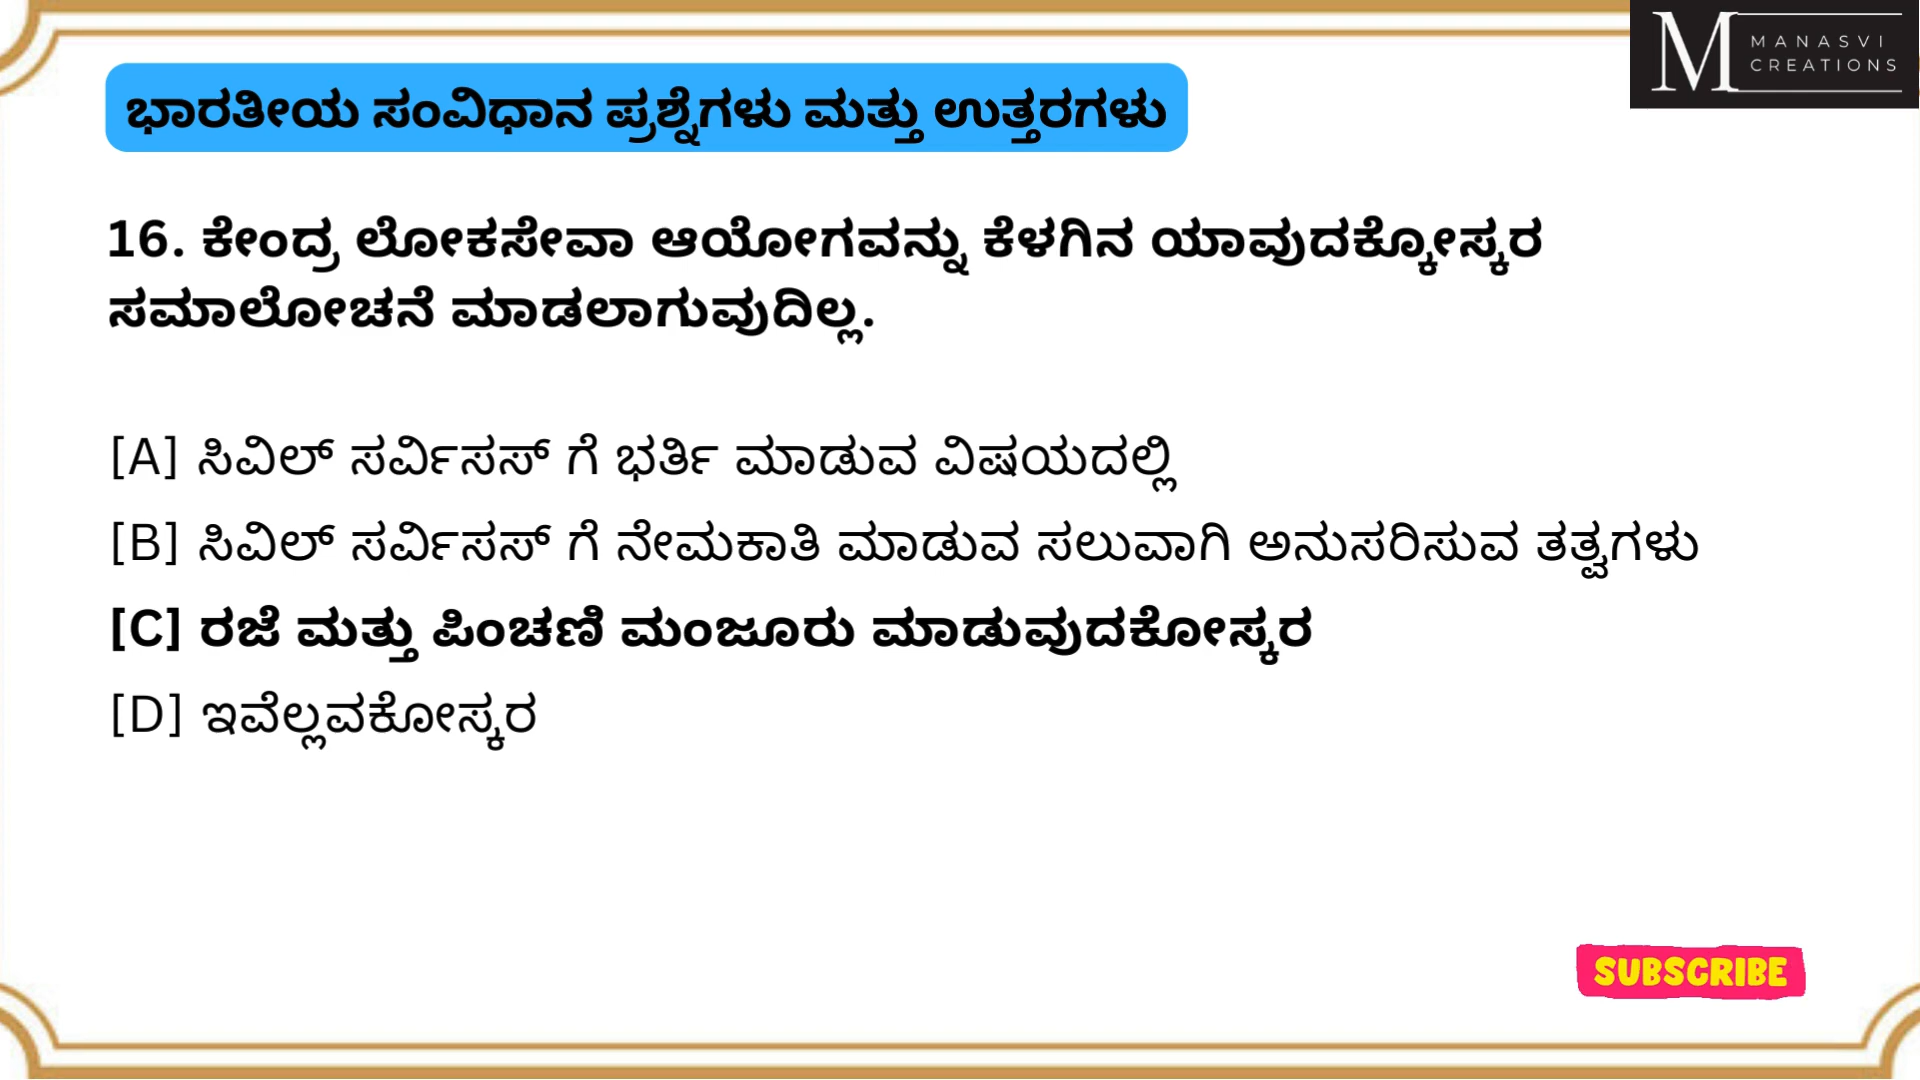 M MANASVI
CREATIONS
ಭಾರತೀಯ ಸಂವಿಧಾನ ಪ್ರಶ್ನೆಗಳು ಮತ್ತು ಉತ್ತರಗಳು
16. ಕೇಂದ್ರ ಲೋಕಸೇವಾ ಆಯೋಗವನ್ನು ಕೆಳಗಿನ ಯಾವುದಕ್ಕೋಸ್ಕರ
ಸಮಾಲೋಚನೆ ಮಾಡಲಾಗುವುದಿಲ್ಲ.
[A] ಸಿವಿಲ್ ಸರ್ವಿಸಸ್ ಗೆ ಭರ್ತಿ ಮಾಡುವ ವಿಷಯದಲ್ಲಿ
[B] ಸಿವಿಲ್ ಸರ್ವಿಸಸ್ ಗೆ ನೇಮಕಾತಿ ಮಾಡುವ ಸಲುವಾಗಿ ಅನುಸರಿಸುವ ತತ್ವಗಳು
[C] ರಜೆ ಮತ್ತು ಪಿಂಚಣಿ ಮಂಜೂರು ಮಾಡುವುದಕೋಸ್ಕರ
[D] ಇವೆಲ್ಲವಕೋಸ್ಕರ
SUBSCRIBE